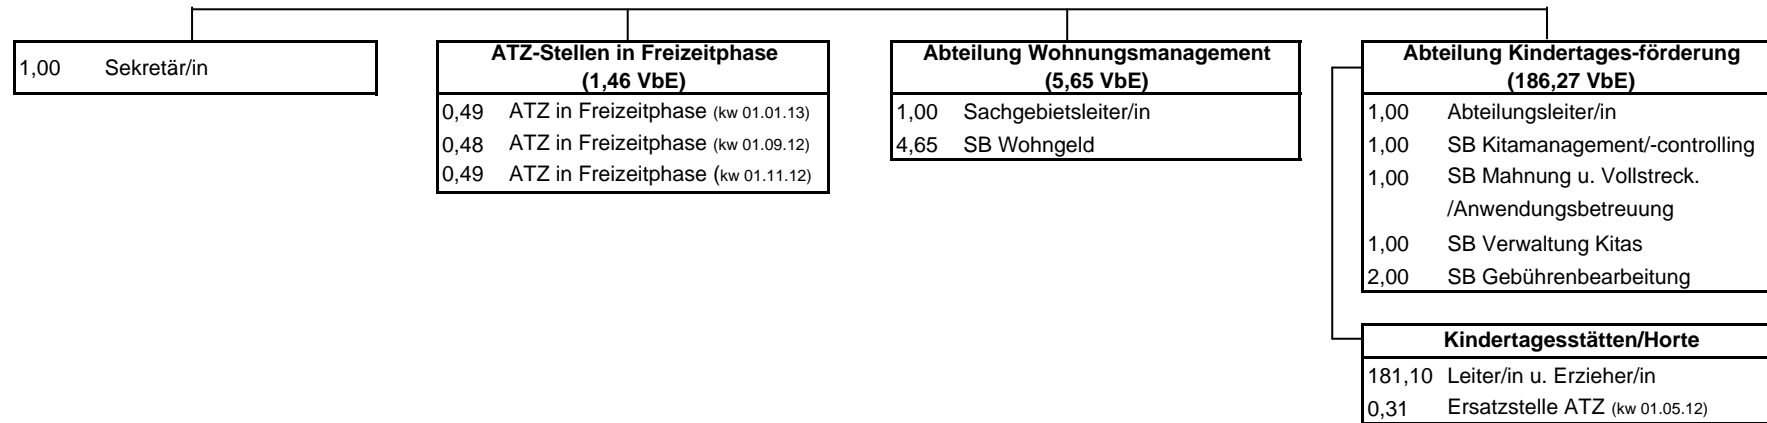 1,00 Sekretär/in
ATZ-Stellen in Freizeitphase
(1,46 VbE)
0,49 ATZ in Freizeitphase (kw 01.01.13)
0,48 ATZ in Freizeitphase (kw 01.09.12)
0,49 ATZ in Freizeitphase (kw 01.11.12)
Abteilung Wohnungsmanagement
(5,65 VbE)
1,00 Sachgebietsleiter/in
4,65 SB Wohngeld
Abteilung Kindertages-förderung
(186,27 VbE)
1,00 Abteilungsleiter/in
1,00 SB Kitamanagement/-controlling
1,00 SB Mahnung u. Vollstreck.
/Anwendungsbetreuung
1,00 SB Verwaltung Kitas
2,00 SB Gebührenbearbeitung
Kindertagesstätten/Horte
181,10 Leiter/in u. Erzieher/in
0,31 Ersatzstelle ATZ (kw 01.05.12)